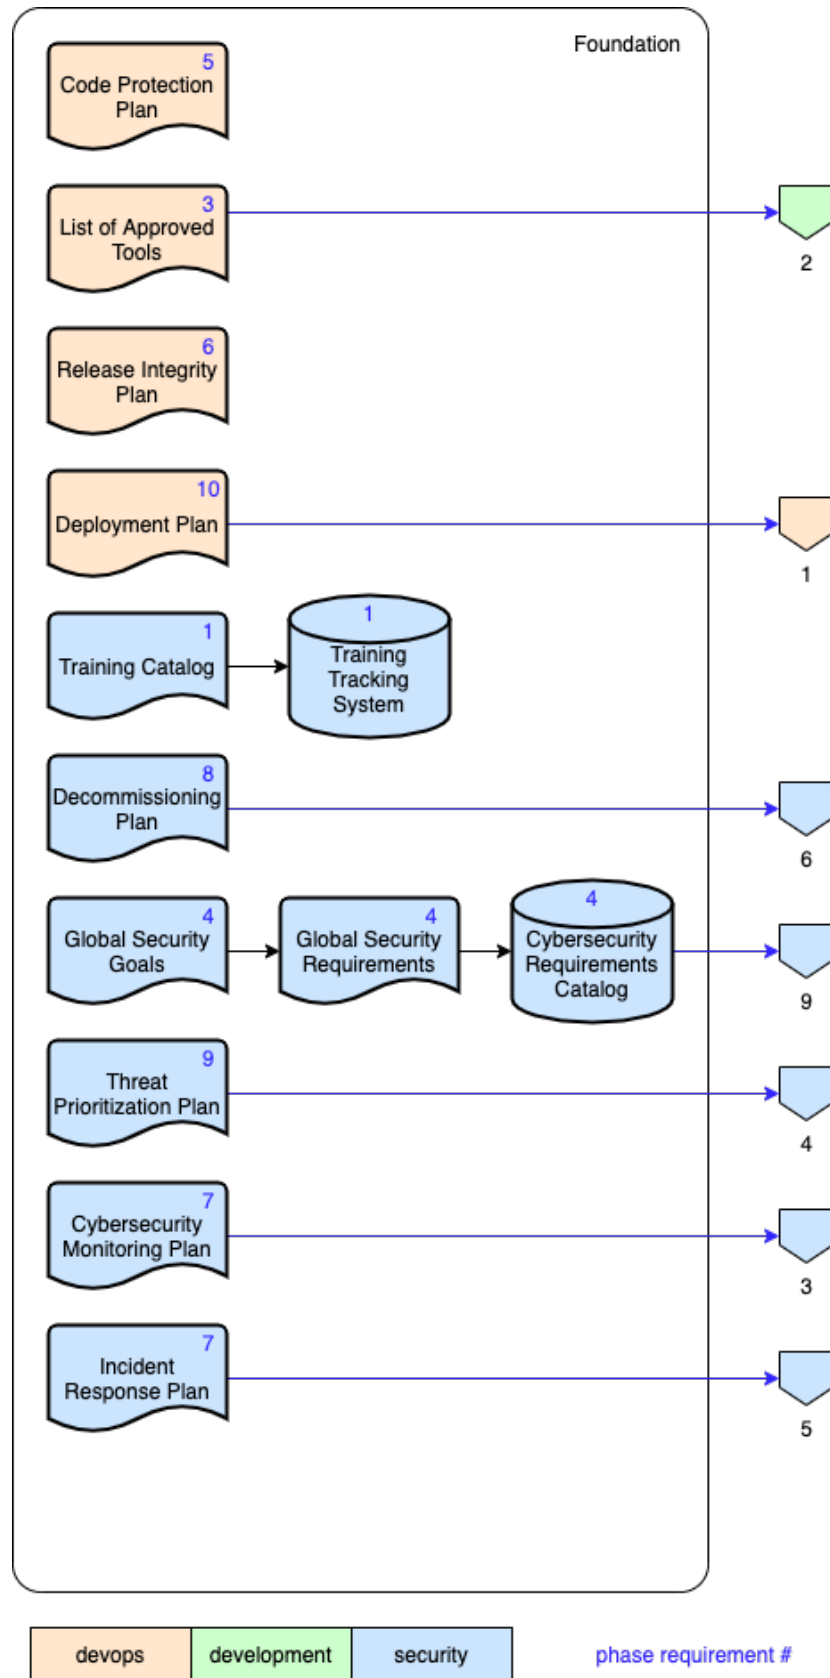 Foundation
5
Code Protection
Plan
3
List of Approved
Tools
2
6
Release Integrity
Plan
10
Deployment Plan
1
1
Training Catalog
1
Training
Tracking
System
8
Decommissioning
Plan
6
4
Global Security
Goals
4
Global Security
Requirements
4
Cybersecurity
Requirements
Catalog
9
9
Threat
Prioritization Plan
4
7
Cybersecurity
Monitoring Plan
3
7
Incident
Response Plan
5
devops
development
security
phase requirement #